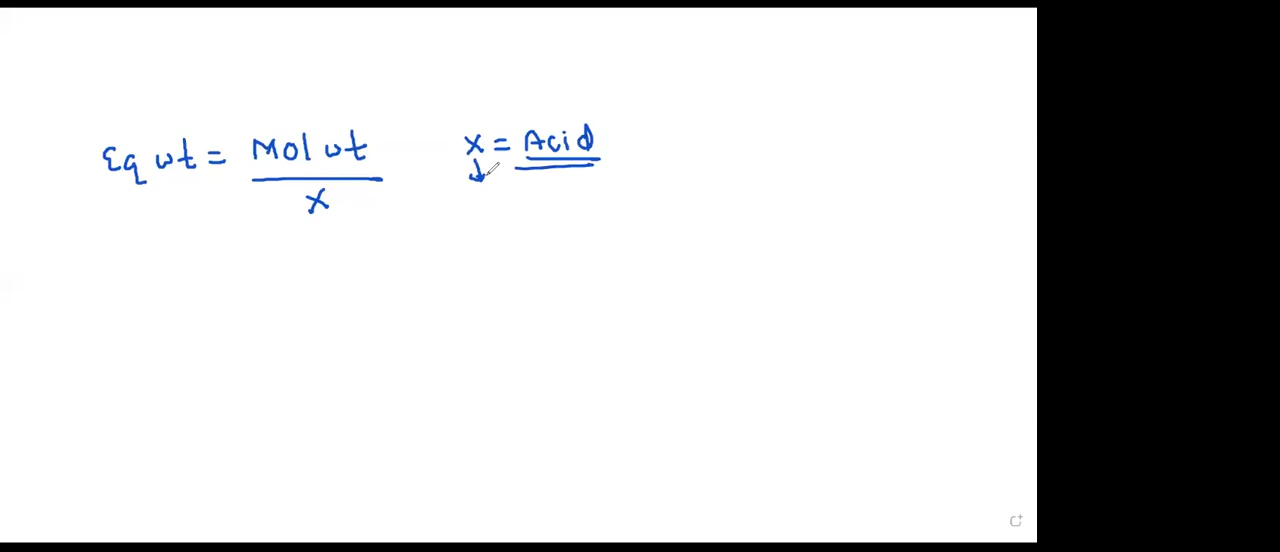 Eq wt = Mol wt / x
x = Acid
↓